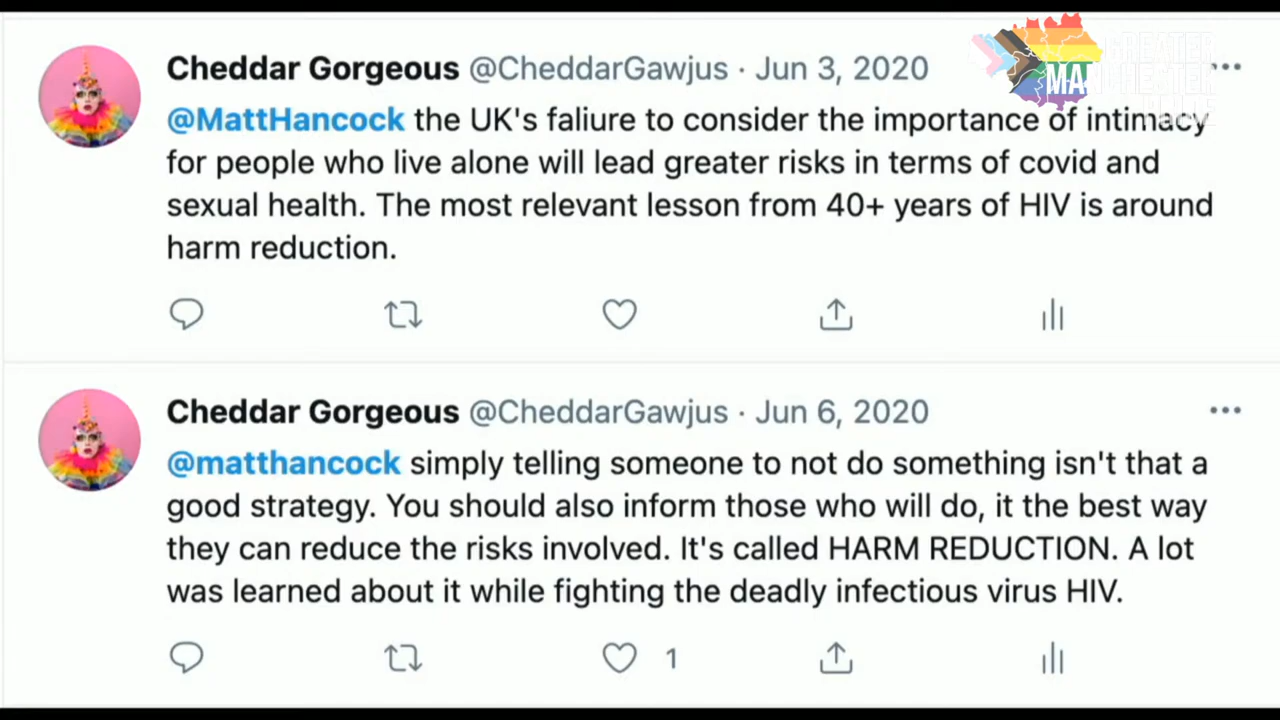 Cheddar Gorgeous @CheddarGawjus · Jun 3, 2020
GREATER
MANCHESTER
PRIDE
@MattHancock the UK's faliure to consider the importance of intimacy
for people who live alone will lead greater risks in terms of covid and
sexual health. The most relevant lesson from 40+ years of HIV is around
harm reduction.
Cheddar Gorgeous @CheddarGawjus · Jun 6, 2020
@matthancock simply telling someone to not do something isn't that a
good strategy. You should also inform those who will do, it the best way
they can reduce the risks involved. It's called HARM REDUCTION. A lot
was learned about it while fighting the deadly infectious virus HIV.
1